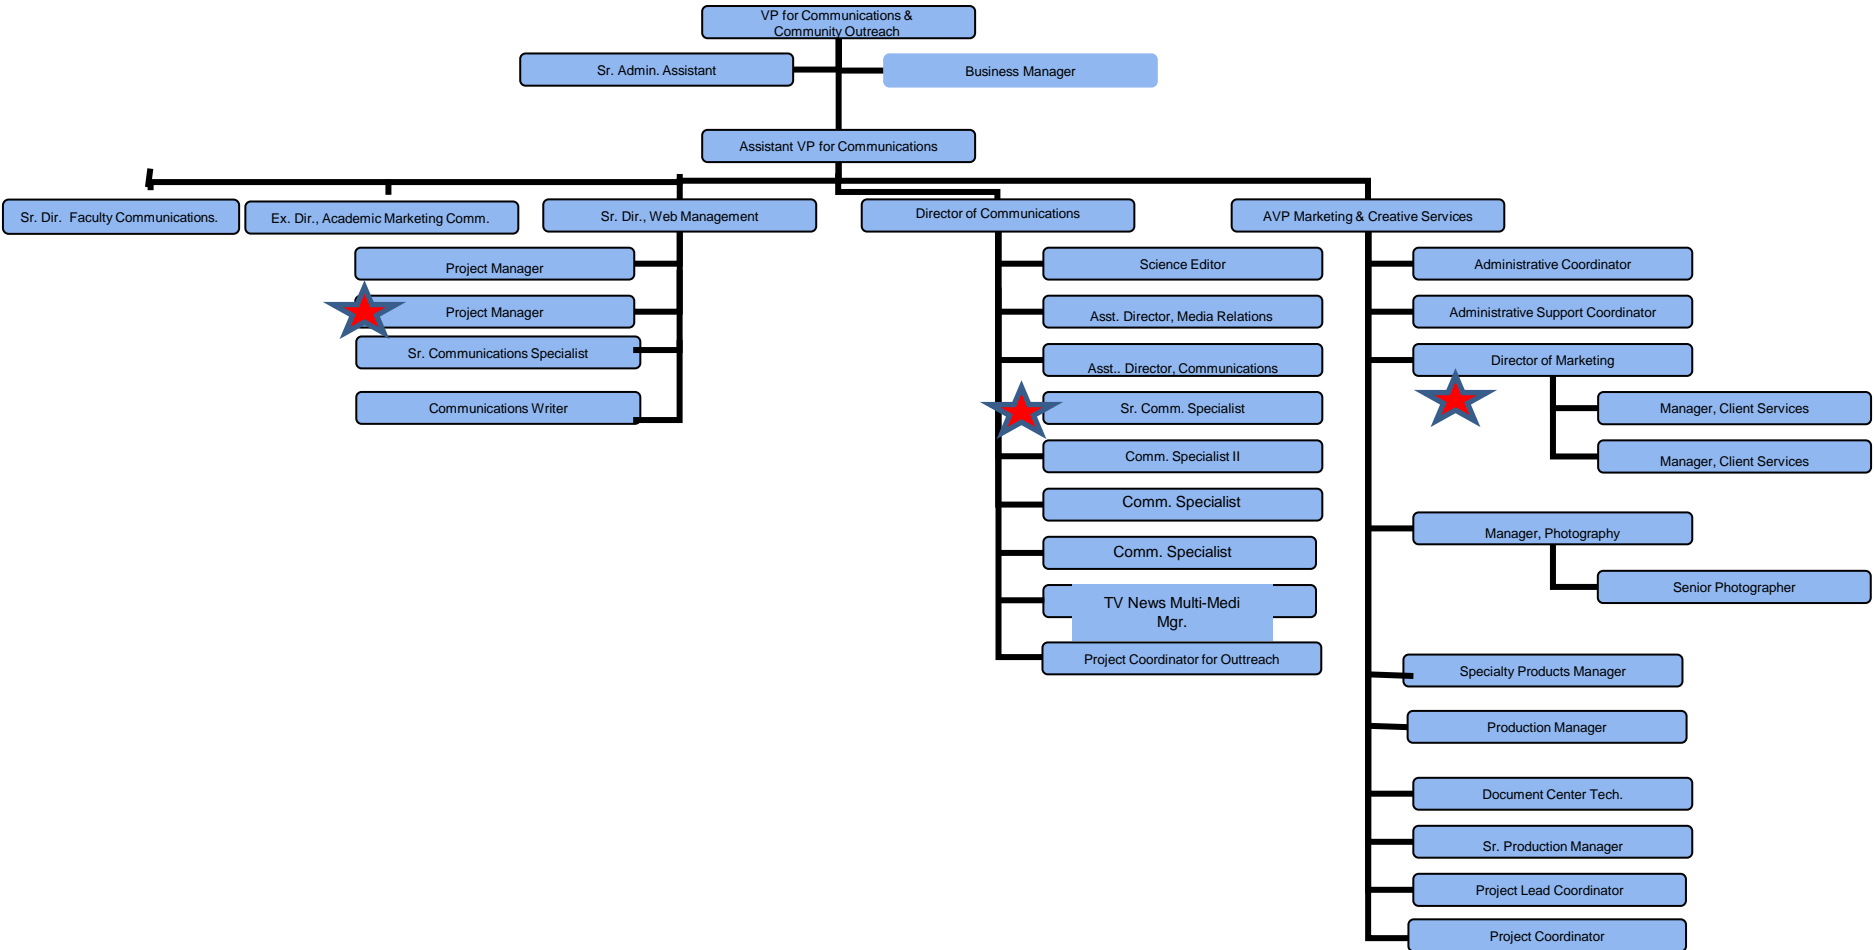 VP for Communications &
Community Outreach
Sr. Admin. Assistant
Business Manager
Assistant VP for Communications
Sr. Dir.  Faculty Communications.
Ex. Dir., Academic Marketing Comm.
Sr. Dir., Web Management
Director of Communications
AVP Marketing & Creative Services
Project Manager
Project Manager
Sr. Communications Specialist
Communications Writer
Science Editor
Asst. Director, Media Relations
Asst.. Director, Communications
Sr. Comm. Specialist
Comm. Specialist II
Comm. Specialist
Comm. Specialist
TV News Multi-Medi
Mgr.
Project Coordinator for Outtreach
Administrative Coordinator
Administrative Support Coordinator
Director of Marketing
Manager, Client Services
Manager, Client Services
Manager, Photography
Senior Photographer
Specialty Products Manager
Production Manager
Document Center Tech.
Sr. Production Manager
Project Lead Coordinator
Project Coordinator